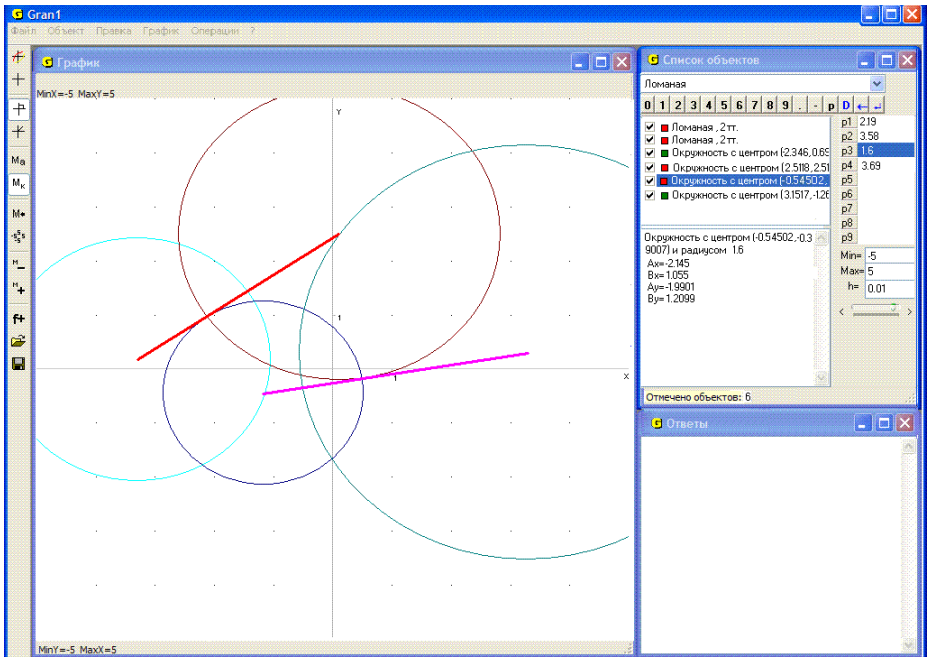 Gran1
Файл Объект Правка График Операции ?
График
MinX=-5 MaxY=5
Y
1
1
X
MinY=-5 MaxX=5
Ма
Мк
М
М
f+
Список объектов
Ломаная
0 1 2 3 4 5 6 7 8 9 . - p D
Ломаная , 2тт.
Ломаная , 2тт.
Окружность с центром (-2.346,0.69
Окружность с центром (2.5118,2.51
Окружность с центром (-0.54502,
Окружность с центром (3.1517,-1.26
p1 2.19
p2 3.58
p3 1.6
p4 3.69
p5
p6
p7
p8
p9
Окружность с центром (-0.54502,-0.3
9007) и радиусом 1.6
Ax=-2.145
Bx=1.055
Ay=-1.9901
By=1.2099
Min= -5
Max= 5
h= 0.01
< >
Отмечено объектов: 6
Ответы